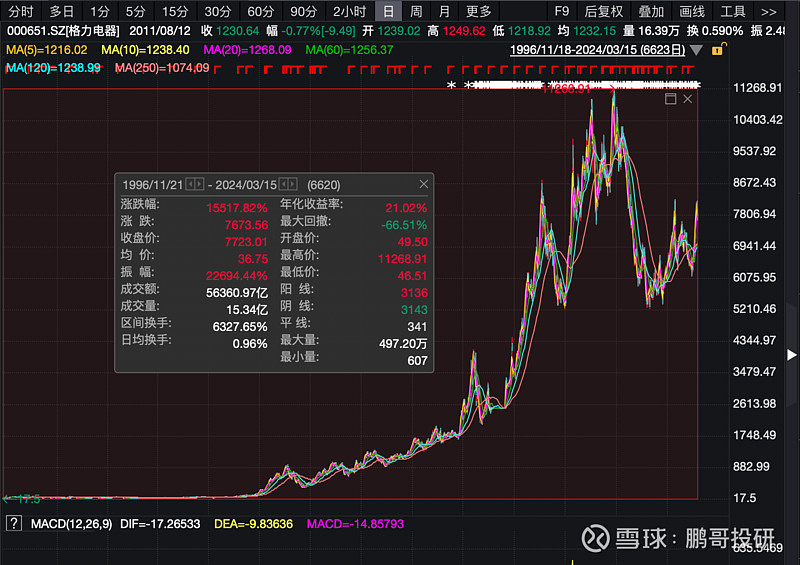 分时 多日 1分 5分 15分 30分 60分 90分 2小时 日 周 月 更多 F9 后复权 叠加 画线 工具 >>
000651.SZ[格力电器] 2011/08/12 收 1230.64 幅 -0.77%[-9.49] 开 1239.02 高 1249.62 低 1218.92 均 1232.15 量 16.39万 换 0.590% 振 2.48
MA(5)=1216.02 MA(10)=1238.40 MA(20)=1268.09 MA(60)=1256.37 1996/11/18-2024/03/15 (6623日)
MA(120)=1238.99 MA(250)=1074.09
11268.91 11268.91
10403.42
9537.92
8672.43
1996/11/21 - 2024/03/15 (6620)
涨跌幅: 15517.82% 年化收益率: 21.02%
7806.94
涨 跌: 7673.56 最大回撤: -66.51%
收盘价: 7723.01 开盘价: 49.50
6941.44
均 价: 36.75 最高价: 11268.91
振 幅: 22694.44% 最低价: 46.51
6075.95
成交额: 56360.97亿 阳 线: 3136
成交量: 15.34亿 阴 线: 3143
5210.46
区间换手: 6327.65% 平 线: 341
日均换手: 0.96% 最大量: 497.20万
4344.97
最小量: 607
3479.47
2613.98
1748.49
882.99
17.5 17.5
? MACD(12,26,9) DIF=-17.26533 DEA=-9.83636 MACD=-14.85793
雪球：鹏哥投研